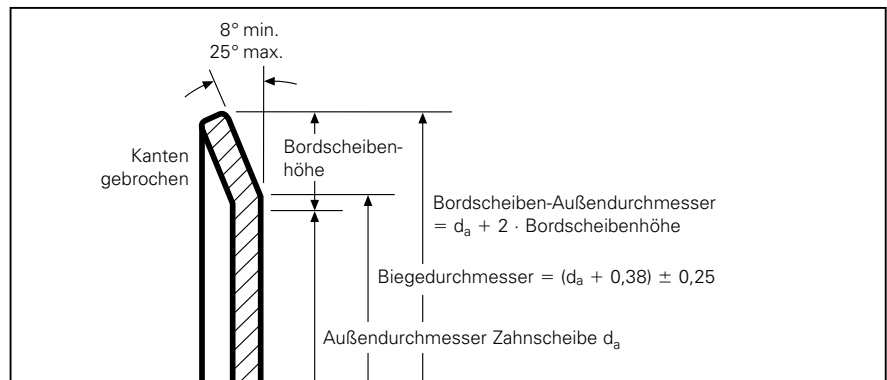 8° min.
25° max.
Bordscheiben-
höhe
Kanten
gebrochen
Bordscheiben-Außendurchmesser
= da + 2 · Bordscheibenhöhe
Biegedurchmesser = (da + 0,38) ± 0,25
Außendurchmesser Zahnscheibe da